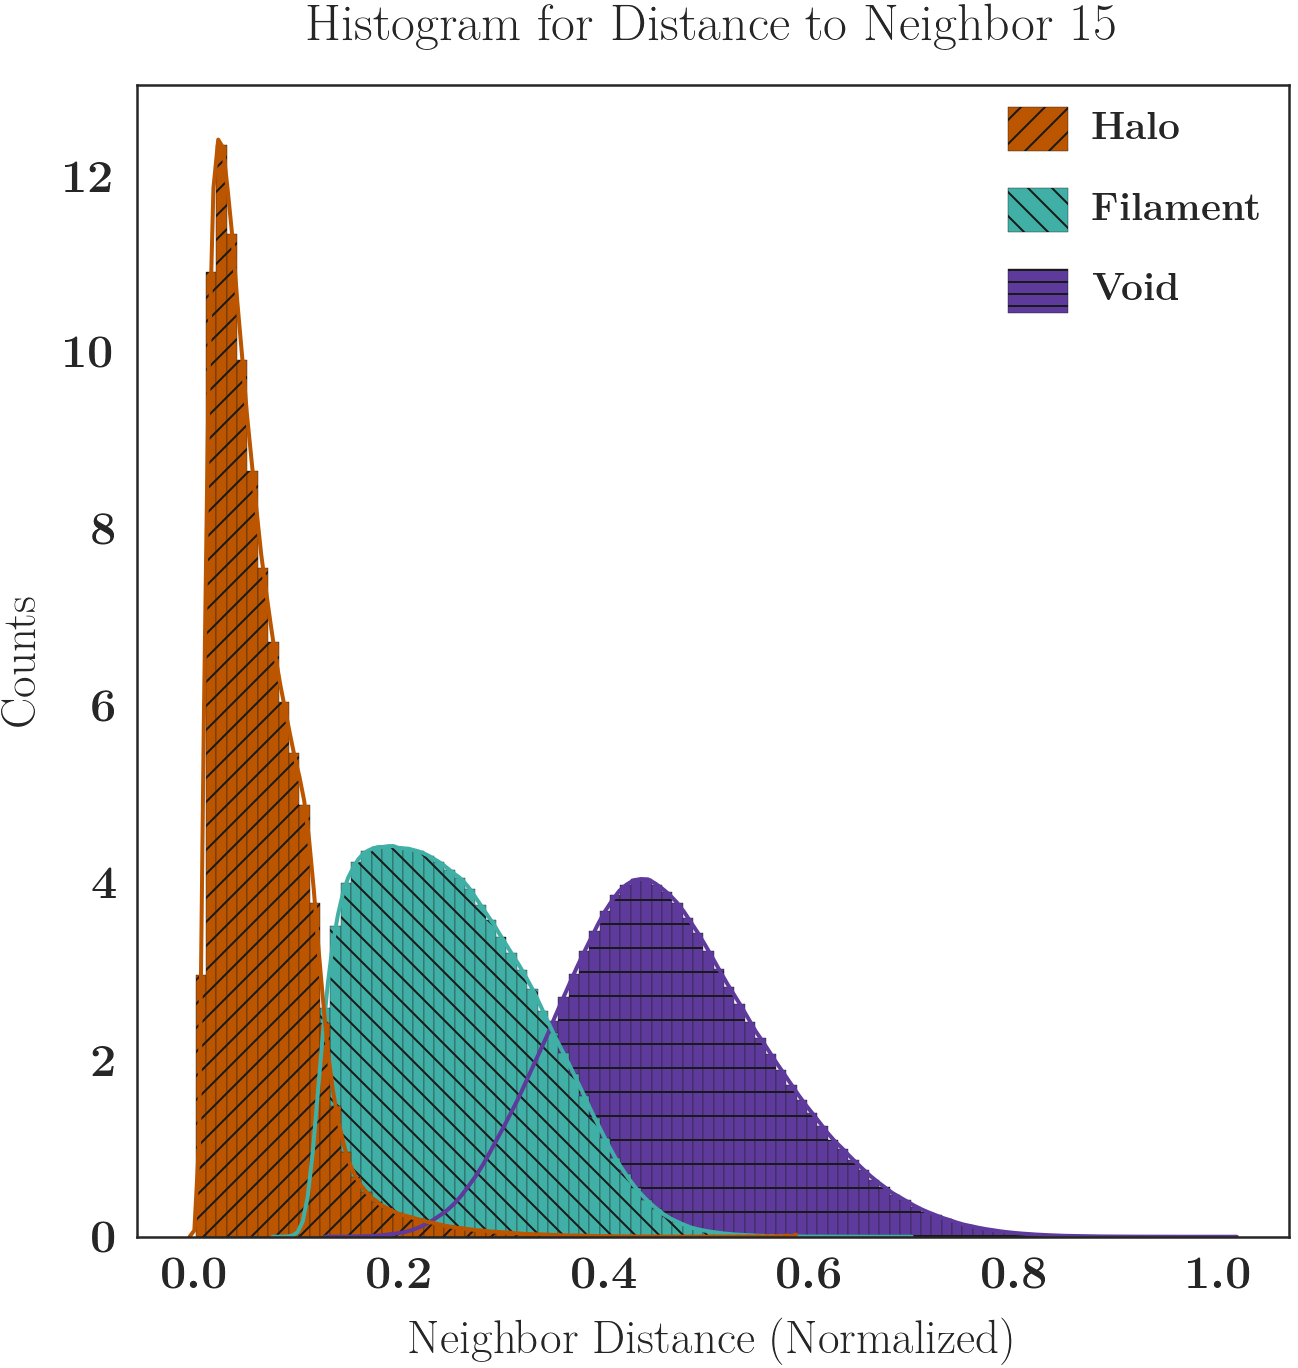 Histogram for Distance to Neighbor 15
Halo
Filament
Void
12
10
8
6
4
2
0
Counts
0.0 0.2 0.4 0.6 0.8 1.0
Neighbor Distance (Normalized)